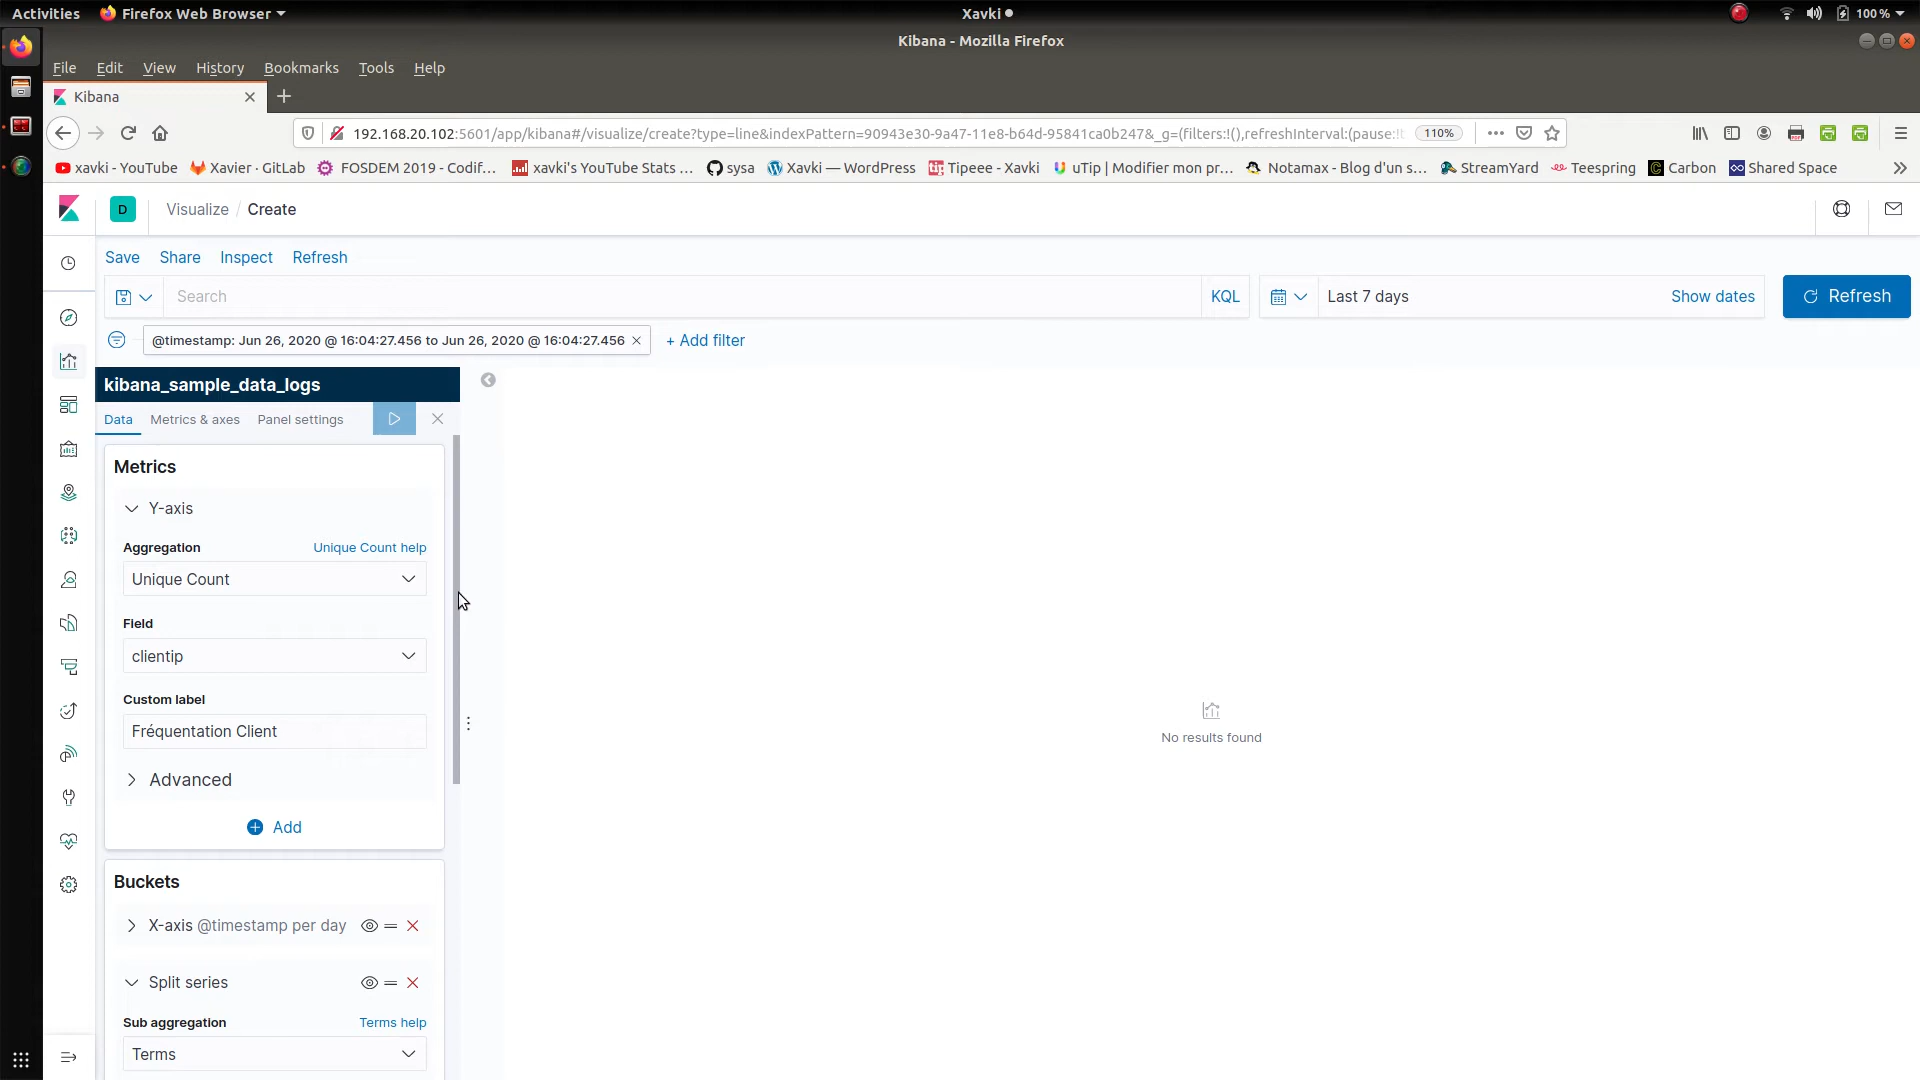 Activities Firefox Web Browser Xavki 100 %
Kibana - Mozilla Firefox
File Edit View History Bookmarks Tools Help
Kibana
192.168.20.102:5601/app/kibana#/visualize/create?type=line&indexPattern=90943e30-9a47-11e8-b64d-95841ca0b247&_g=(filters:!(),refreshInterval:(pause:! 110%
xavki - YouTube Xavier · GitLab FOSDEM 2019 - Codif... xavki's YouTube Stats ... sysa Xavki — WordPress Tipeee - Xavki uTip | Modifier mon pr... Notamax - Blog d'un s... StreamYard Teespring Carbon Shared Space
D Visualize / Create
Save Share Inspect Refresh
Search KQL Last 7 days Show dates Refresh
@timestamp: Jun 26, 2020 @ 16:04:27.456 to Jun 26, 2020 @ 16:04:27.456 + Add filter
kibana_sample_data_logs
Data Metrics & axes Panel settings
Metrics
Y-axis
Aggregation Unique Count help
Unique Count
Field
clientip
Custom label
Fréquentation Client
Advanced
Add
No results found
Buckets
X-axis @timestamp per day
Split series
Sub aggregation Terms help
Terms